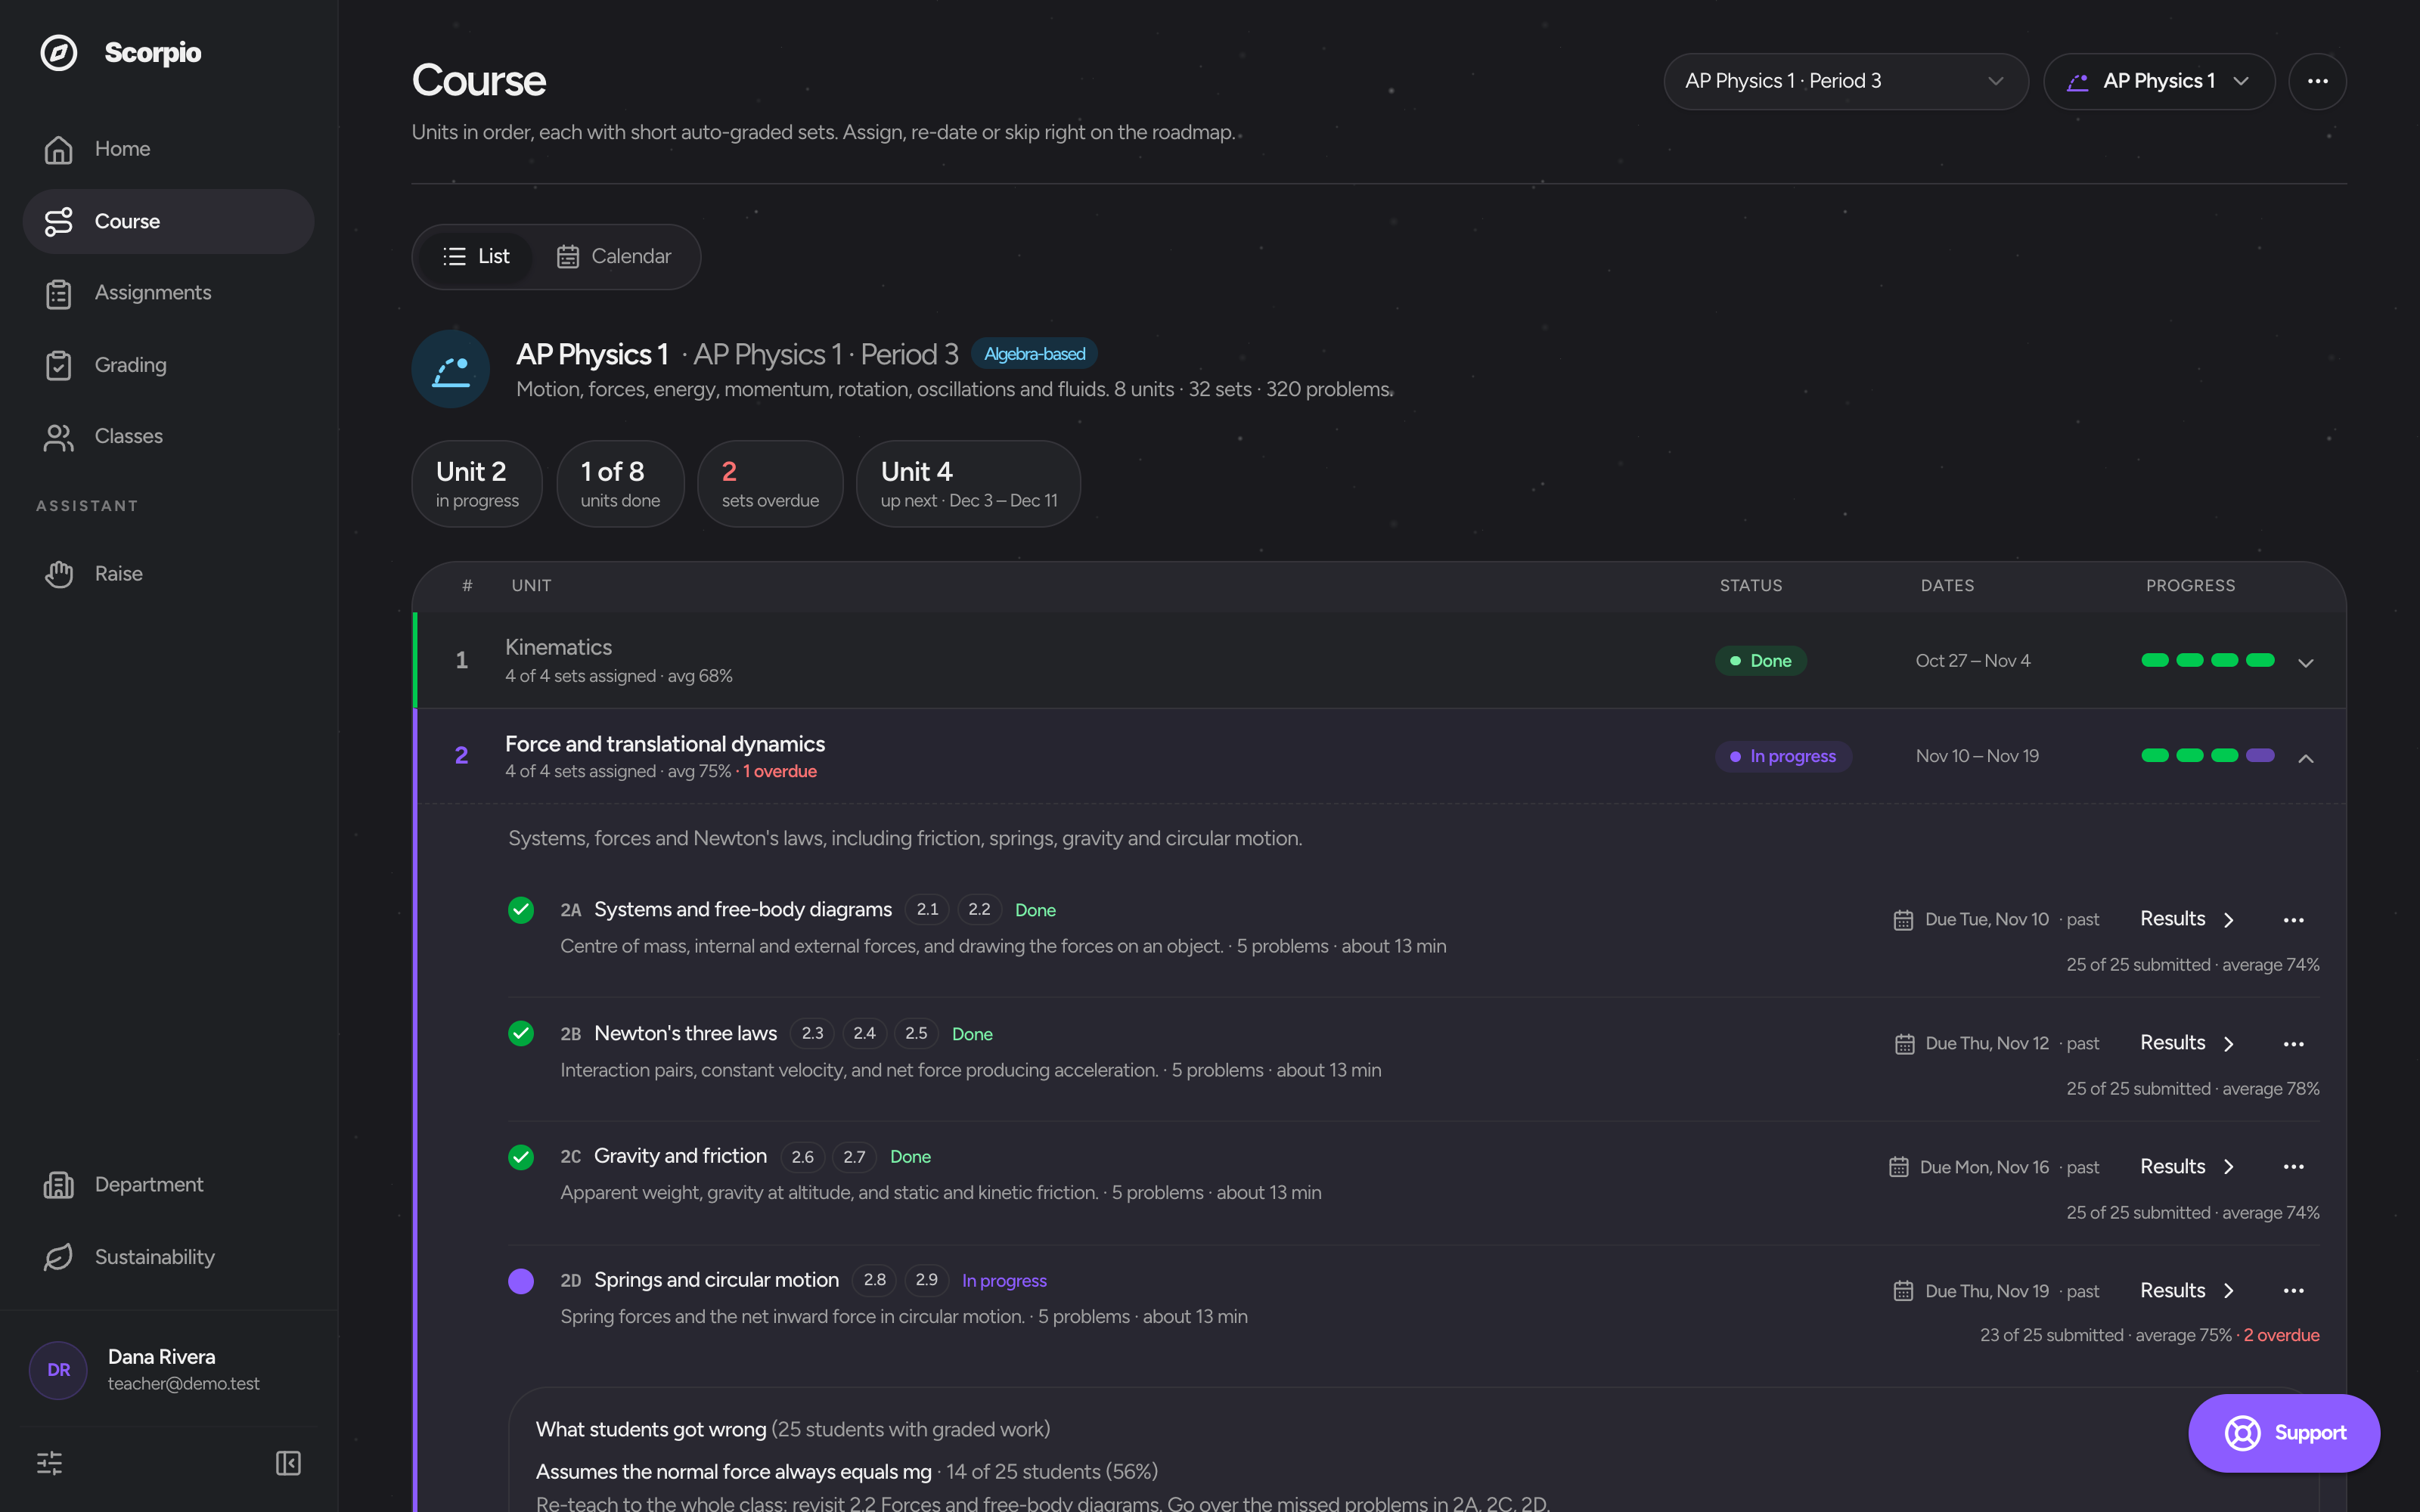 Scorpio
Home
Course
Assignments
Grading
Classes
ASSISTANT
Raise
Department
Sustainability
DR
Dana Rivera
teacher@demo.test
Course
Units in order, each with short auto-graded sets. Assign, re-date or skip right on the roadmap.
AP Physics 1 · Period 3
AP Physics 1
List
Calendar
AP Physics 1 · AP Physics 1 · Period 3 Algebra-based
Motion, forces, energy, momentum, rotation, oscillations and fluids. 8 units · 32 sets · 320 problems.
Unit 2
in progress
1 of 8
units done
2
sets overdue
Unit 4
up next · Dec 3 – Dec 11
# UNIT STATUS DATES PROGRESS
1 Kinematics Done Oct 27 – Nov 4
4 of 4 sets assigned · avg 68%
2 Force and translational dynamics In progress Nov 10 – Nov 19
4 of 4 sets assigned · avg 75% · 1 overdue
Systems, forces and Newton's laws, including friction, springs, gravity and circular motion.
2A Systems and free-body diagrams 2.1 2.2 Done Due Tue, Nov 10 · past Results
Centre of mass, internal and external forces, and drawing the forces on an object. · 5 problems · about 13 min
25 of 25 submitted · average 74%
2B Newton's three laws 2.3 2.4 2.5 Done Due Thu, Nov 12 · past Results
Interaction pairs, constant velocity, and net force producing acceleration. · 5 problems · about 13 min
25 of 25 submitted · average 78%
2C Gravity and friction 2.6 2.7 Done Due Mon, Nov 16 · past Results
Apparent weight, gravity at altitude, and static and kinetic friction. · 5 problems · about 13 min
25 of 25 submitted · average 74%
2D Springs and circular motion 2.8 2.9 In progress Due Thu, Nov 19 · past Results
Spring forces and the net inward force in circular motion. · 5 problems · about 13 min
23 of 25 submitted · average 75% · 2 overdue
What students got wrong (25 students with graded work)
Assumes the normal force always equals mg · 14 of 25 students (56%)
Re-teach to the whole class: revisit 2.2 Forces and free-body diagrams. Go over the missed problems in 2A, 2C, 2D.
Support